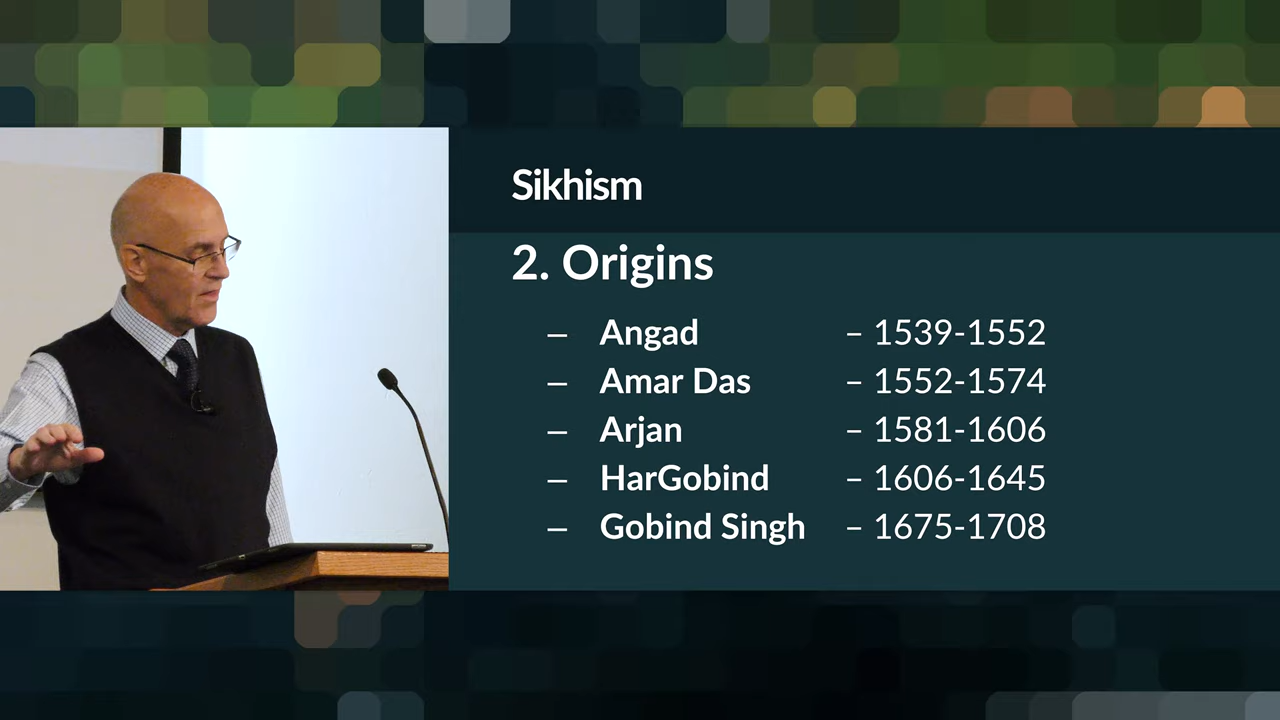 Sikhism
2. Origins
– Angad – 1539-1552
– Amar Das – 1552-1574
– Arjan – 1581-1606
– HarGobind – 1606-1645
– Gobind Singh – 1675-1708